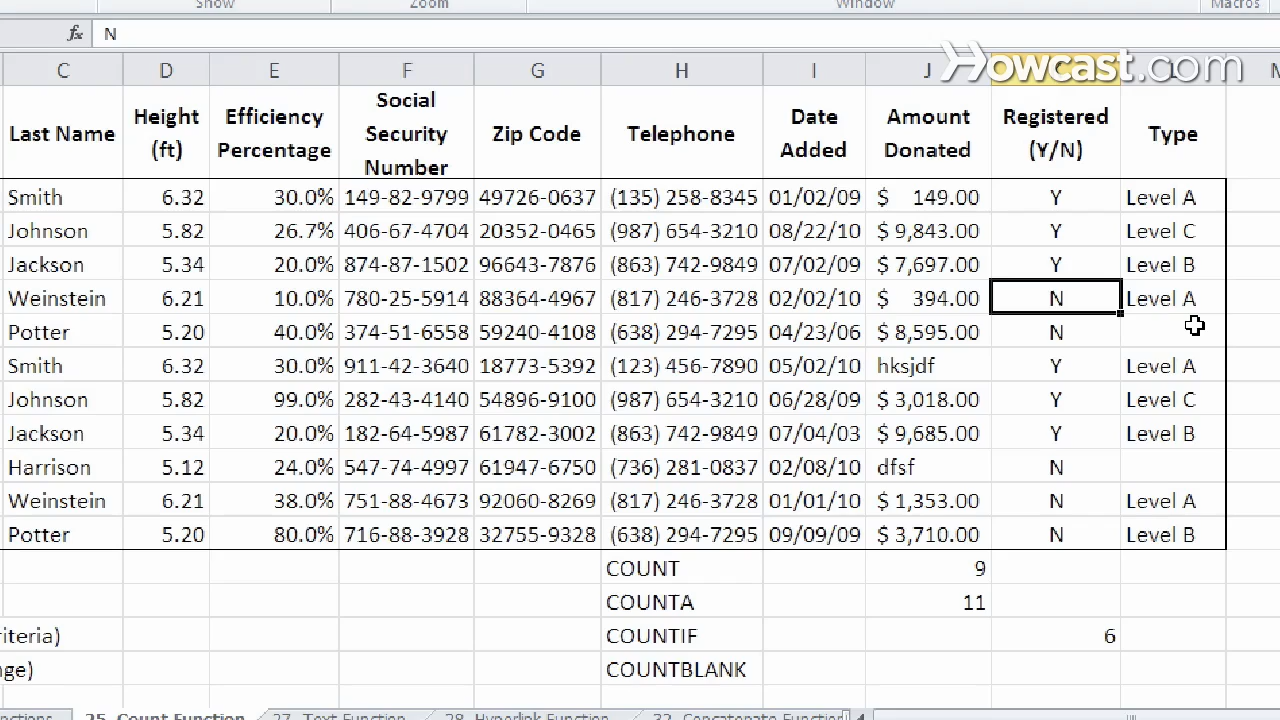 Show Zoom Window Macros
fx N
Howcast.com
C D E F G H I J
Last Name Height (ft) Efficiency Percentage Social Security Number Zip Code Telephone Date Added Amount Donated Registered (Y/N) Type
Smith 6.32 30.0% 149-82-9799 49726-0637 (135) 258-8345 01/02/09 $ 149.00 Y Level A
Johnson 5.82 26.7% 406-67-4704 20352-0465 (987) 654-3210 08/22/10 $ 9,843.00 Y Level C
Jackson 5.34 20.0% 874-87-1502 96643-7876 (863) 742-9849 07/02/09 $ 7,697.00 Y Level B
Weinstein 6.21 10.0% 780-25-5914 88364-4967 (817) 246-3728 02/02/10 $ 394.00 N Level A
Potter 5.20 40.0% 374-51-6558 59240-4108 (638) 294-7295 04/23/06 $ 8,595.00 N
Smith 6.32 30.0% 911-42-3640 18773-5392 (123) 456-7890 05/02/10 hksjdf Y Level A
Johnson 5.82 99.0% 282-43-4140 54896-9100 (987) 654-3210 06/28/09 $ 3,018.00 Y Level C
Jackson 5.34 20.0% 182-64-5987 61782-3002 (863) 742-9849 07/04/03 $ 9,685.00 Y Level B
Harrison 5.12 24.0% 547-74-4997 61947-6750 (736) 281-0837 02/08/10 dfsf N
Weinstein 6.21 38.0% 751-88-4673 92060-8269 (817) 246-3728 01/01/10 $ 1,353.00 N Level A
Potter 5.20 80.0% 716-88-3928 32755-9328 (638) 294-7295 09/09/09 $ 3,710.00 N Level B
COUNT 9
COUNTA 11
iteria) COUNTIF 6
nge) COUNTBLANK
nctions 25. Count Function 27. Text Function 28. Hyperlink Function 32. Concatenate Function